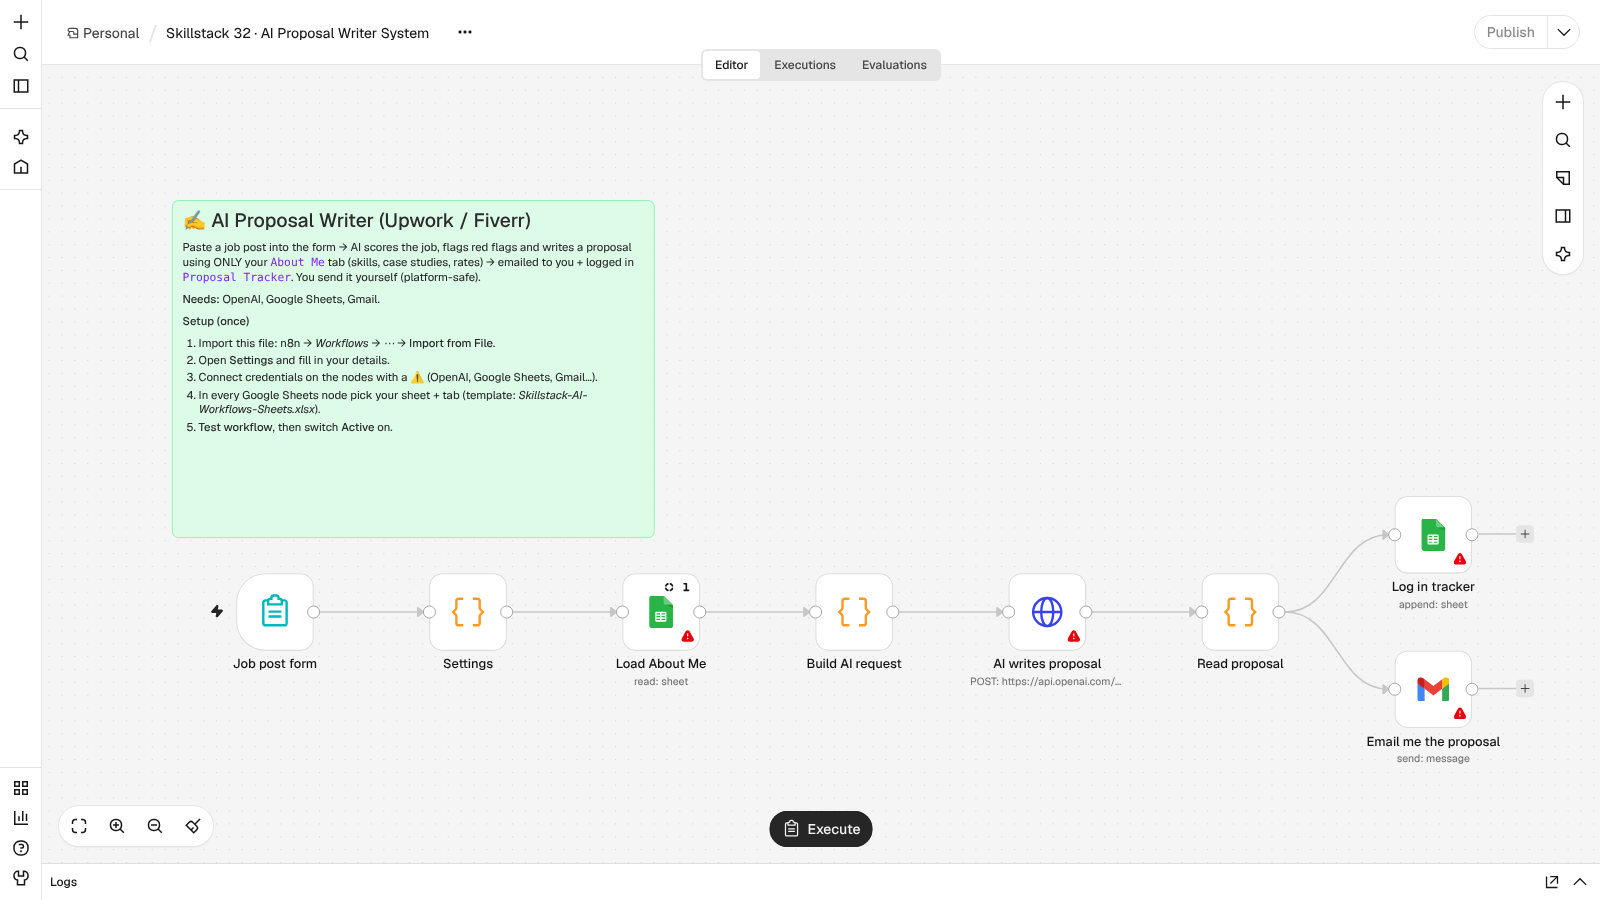 Personal / Skillstack 32 · AI Proposal Writer System ···
Publish
Editor Executions Evaluations
✍️ AI Proposal Writer (Upwork / Fiverr)
Paste a job post into the form → AI scores the job, flags red flags and writes a proposal
using ONLY your About Me tab (skills, case studies, rates) → emailed to you + logged in
Proposal Tracker. You send it yourself (platform-safe).
Needs: OpenAI, Google Sheets, Gmail.
Setup (once)
1. Import this file: n8n → Workflows → ⋯ → Import from File.
2. Open Settings and fill in your details.
3. Connect credentials on the nodes with a ⚠️ (OpenAI, Google Sheets, Gmail…).
4. In every Google Sheets node pick your sheet + tab (template: Skillstack-AI-
Workflows-Sheets.xlsx).
5. Test workflow, then switch Active on.
1
Job post form
Settings
Load About Me
read: sheet
Build AI request
AI writes proposal
POST: https://api.openai.com/...
Read proposal
Log in tracker
append: sheet
Email me the proposal
send: message
Execute
Logs